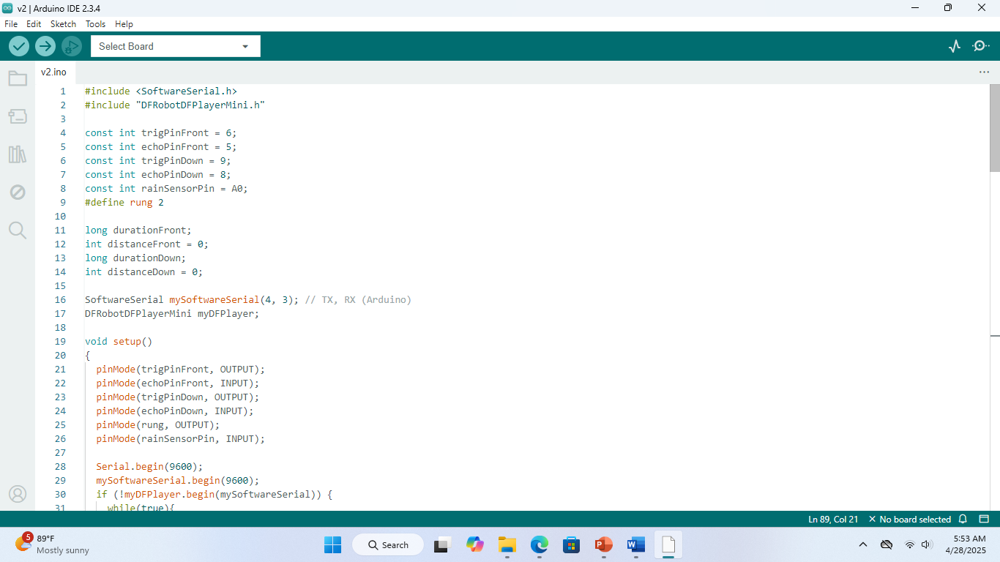 v2 | Arduino IDE 2.3.4
File Edit Sketch Tools Help
Select Board
v2.ino
1 #include <SoftwareSerial.h>
2 #include "DFRobotDFPlayerMini.h"
3
4 const int trigPinFront = 6;
5 const int echoPinFront = 5;
6 const int trigPinDown = 9;
7 const int echoPinDown = 8;
8 const int rainSensorPin = A0;
9 #define rung 2
10
11 long durationFront;
12 int distanceFront = 0;
13 long durationDown;
14 int distanceDown = 0;
15
16 SoftwareSerial mySoftwareSerial(4, 3); // TX, RX (Arduino)
17 DFRobotDFPlayerMini myDFPlayer;
18
19 void setup()
20 {
21 pinMode(trigPinFront, OUTPUT);
22 pinMode(echoPinFront, INPUT);
23 pinMode(trigPinDown, OUTPUT);
24 pinMode(echoPinDown, INPUT);
25 pinMode(rung, OUTPUT);
26 pinMode(rainSensorPin, INPUT);
27
28 Serial.begin(9600);
29 mySoftwareSerial.begin(9600);
30 if (!myDFPlayer.begin(mySoftwareSerial)) {
31 while(true){
Ln 89, Col 21 × No board selected
5 89°F
Mostly sunny
Search
5:53 AM
4/28/2025